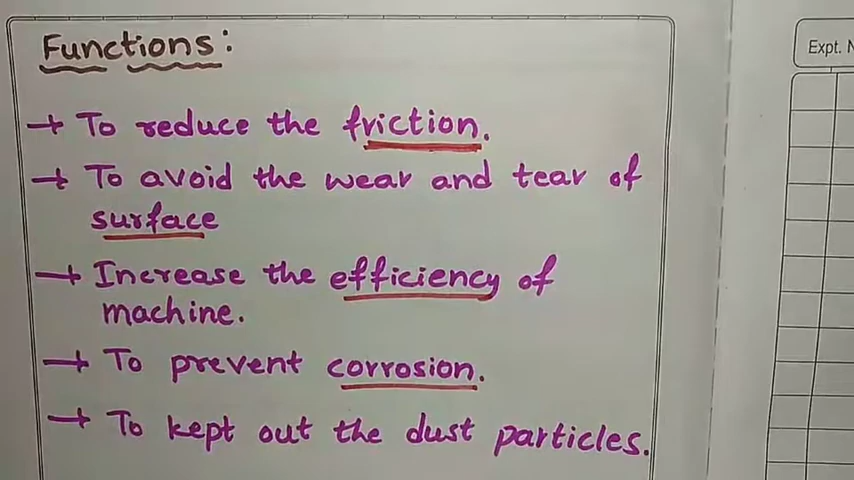 Functions:
→ To reduce the friction.
→ To avoid the wear and tear of
surface
→ Increase the efficiency of
machine.
→ To prevent corrosion.
→ To kept out the dust particles.
Expt. N